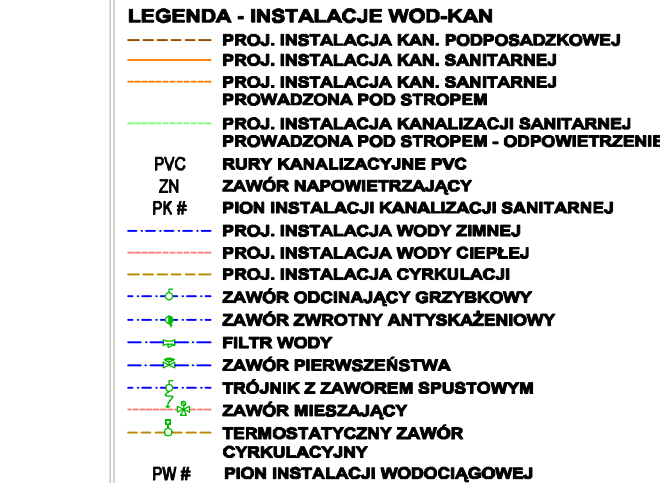 LEGENDA - INSTALACJE WOD-KAN
PROJ. INSTALACJA KAN. PODPOSADZKOWEJ
PROJ. INSTALACJA KAN. SANITARNEJ
PROJ. INSTALACJA KAN. SANITARNEJ
PROWADZONA POD STROPEM
PROJ. INSTALACJA KANALIZACJI SANITARNEJ
PROWADZONA POD STROPEM - ODPOWIETRZENIE
PVC RURY KANALIZACYJNE PVC
ZN ZAWÓR NAPOWIETRZAJĄCY
PK # PION INSTALACJI KANALIZACJI SANITARNEJ
PROJ. INSTALACJA WODY ZIMNEJ
PROJ. INSTALACJA WODY CIEPŁEJ
PROJ. INSTALACJA CYRKULACJI
ZAWÓR ODCINAJĄCY GRZYBKOWY
ZAWÓR ZWROTNY ANTYSKAŻENIOWY
FILTR WODY
ZAWÓR PIERWSZEŃSTWA
TRÓJNIK Z ZAWOREM SPUSTOWYM
ZAWÓR MIESZAJĄCY
TERMOSTATYCZNY ZAWÓR
CYRKULACYJNY
PW # PION INSTALACJI WODOCIĄGOWEJ